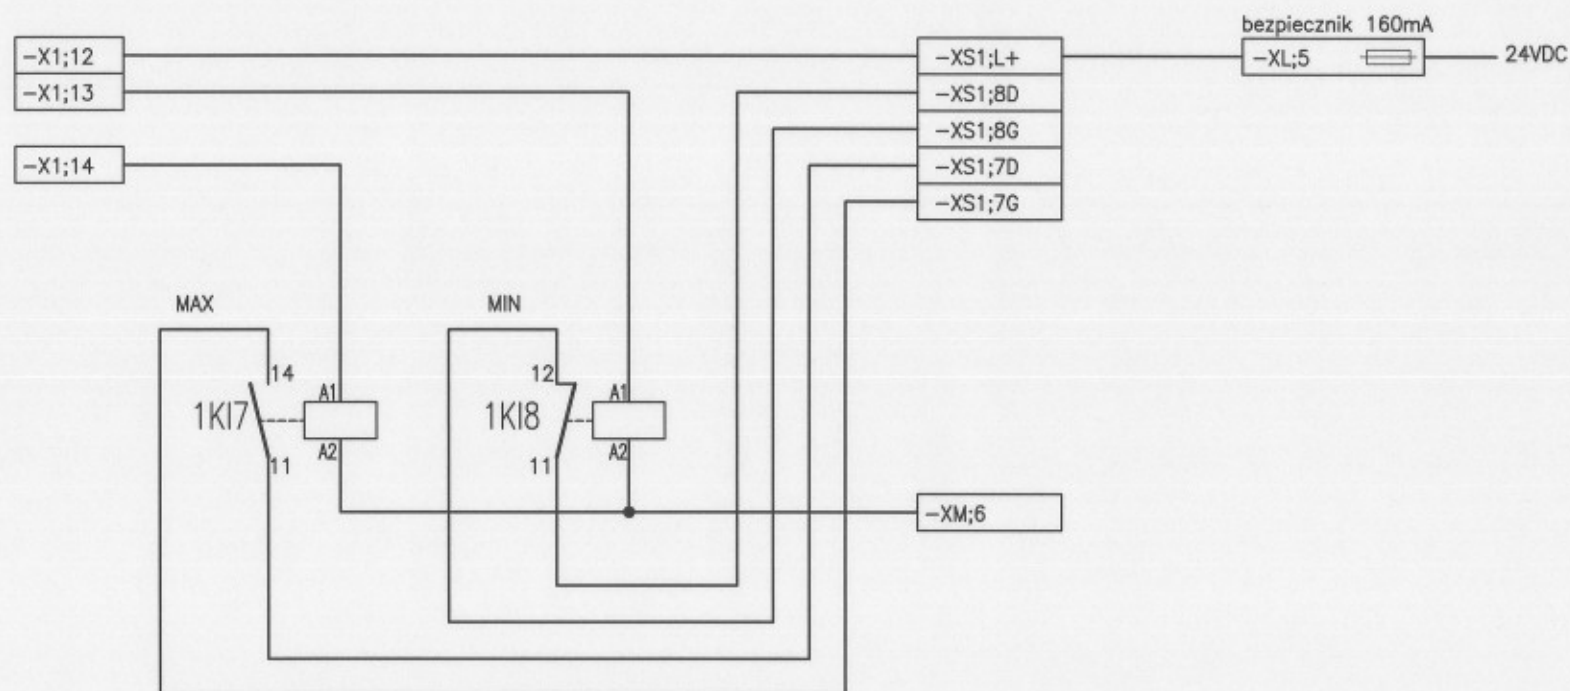 bezpiecznik 160mA
-X1;12
-XS1;L+
-XL;5
24VDC
-X1;13
-XS1;8D
-XS1;8G
-X1;14
-XS1;7D
-XS1;7G
MAX
MIN
14
12
A1
A1
1KI7
1KI8
A2
A2
11
11
-XM;6